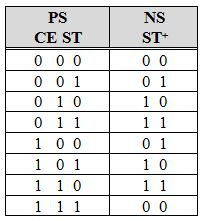 PS NS
CE ST ST+
0 0 0 0 0
0 0 1 0 1
0 1 0 1 0
0 1 1 1 1
1 0 0 0 1
1 0 1 1 0
1 1 0 1 1
1 1 1 0 0